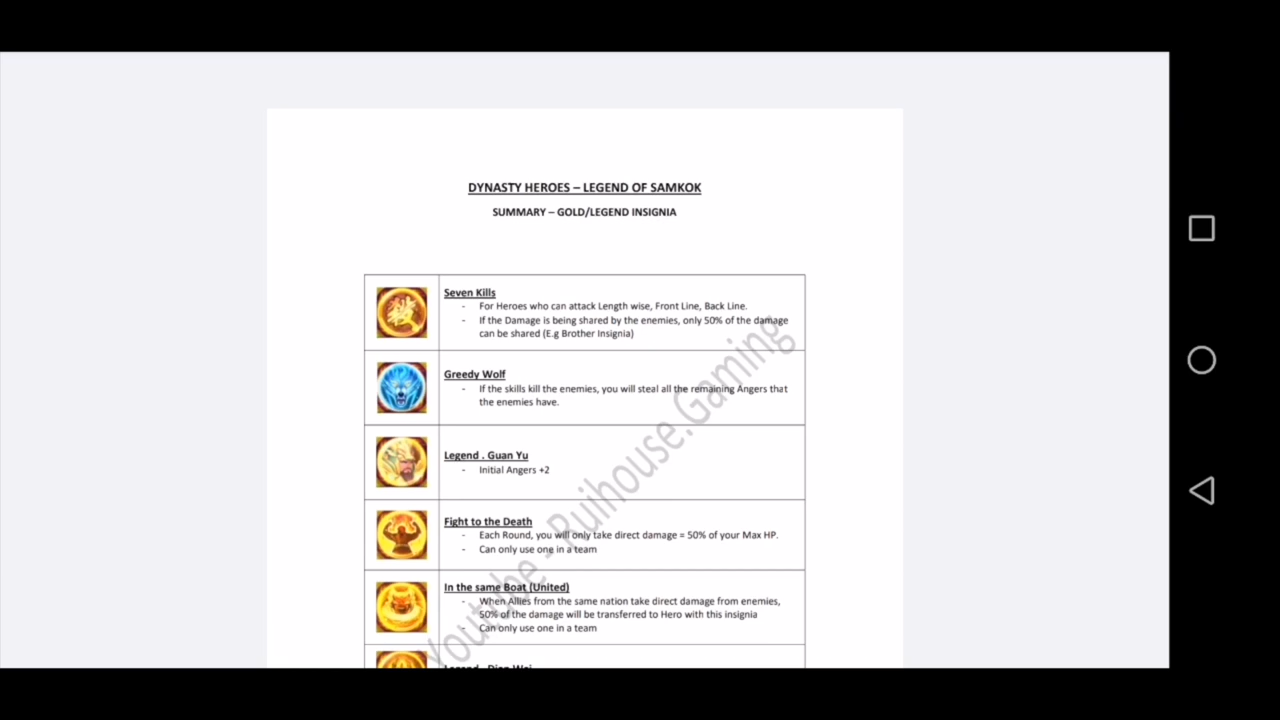 DYNASTY HEROES – LEGEND OF SAMKOK
SUMMARY – GOLD/LEGEND INSIGNIA
Seven Kills
- For Heroes who can attack Length wise, Front Line, Back Line.
- If the Damage is being shared by the enemies, only 50% of the damage
can be shared (E.g Brother Insignia)
Greedy Wolf
- If the skills kill the enemies, you will steal all the remaining Angers that
the enemies have.
Legend . Guan Yu
- Initial Angers +2
Fight to the Death
- Each Round, you will only take direct damage = 50% of your Max HP.
- Can only use one in a team
In the same Boat (United)
- When Allies from the same nation take direct damage from enemies,
50% of the damage will be transferred to Hero with this insignia
- Can only use one in a team
Legend . Dian Wei
Youtube - Ruihouse.Gaming